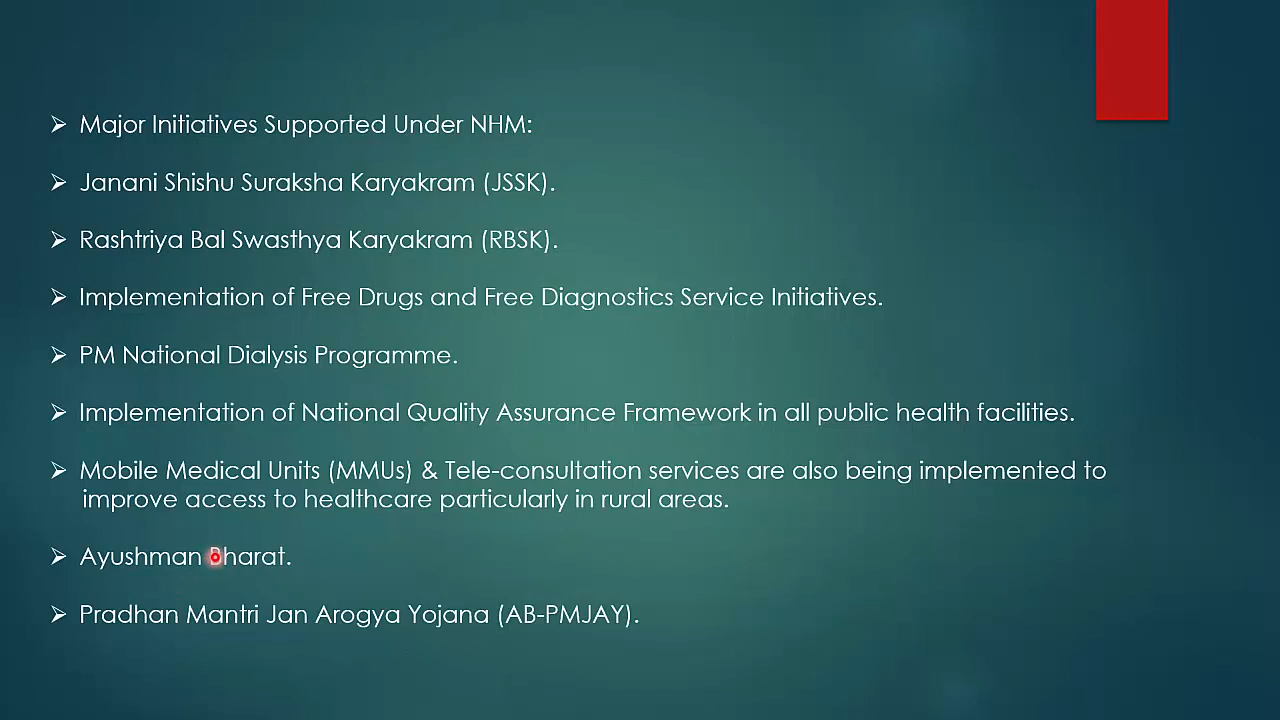 Major Initiatives Supported Under NHM:
Janani Shishu Suraksha Karyakram (JSSK).
Rashtriya Bal Swasthya Karyakram (RBSK).
Implementation of Free Drugs and Free Diagnostics Service Initiatives.
PM National Dialysis Programme.
Implementation of National Quality Assurance Framework in all public health facilities.
Mobile Medical Units (MMUs) & Tele-consultation services are also being implemented to
improve access to healthcare particularly in rural areas.
Ayushman Bharat.
Pradhan Mantri Jan Arogya Yojana (AB-PMJAY).